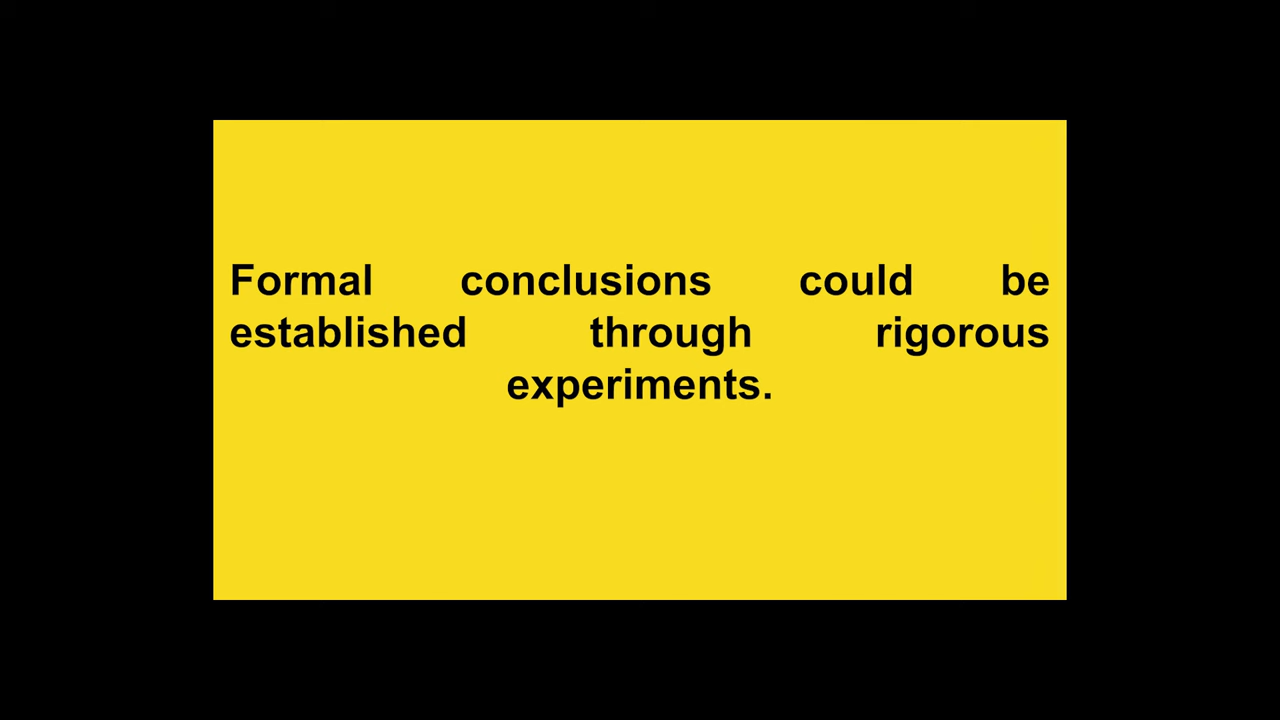 Formal conclusions could be
established through rigorous
experiments.